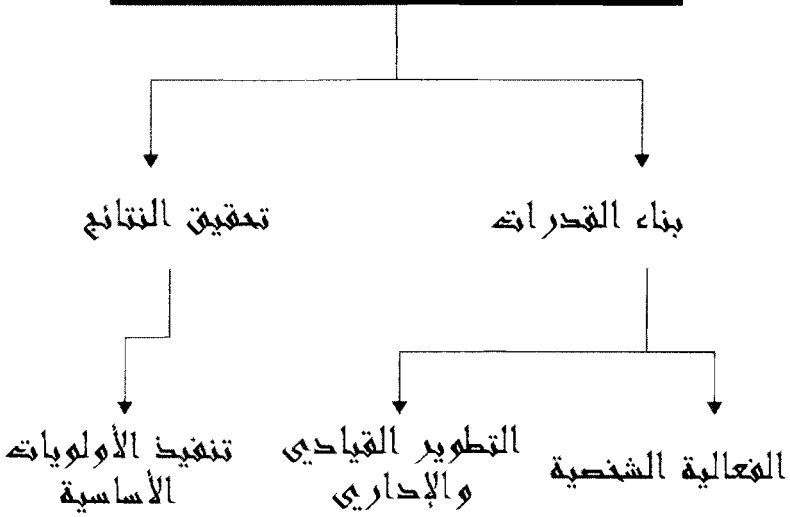 بناء القدرات
تحقيق النتائج
الفعالية الشخصية
التطوير القيادي
والإداري
تنفيذ الأولويات
الأساسية